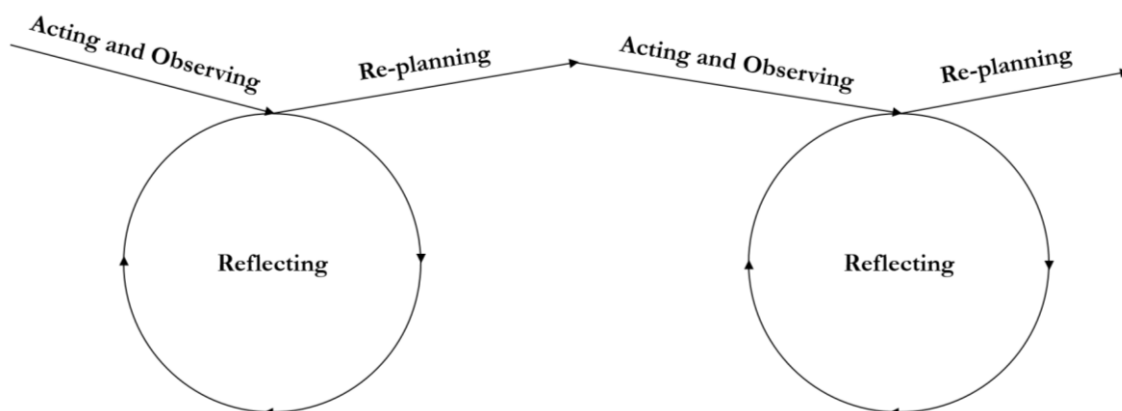 Acting and Observing
Re-planning
Acting and Observing
Re-planning
Reflecting
Reflecting